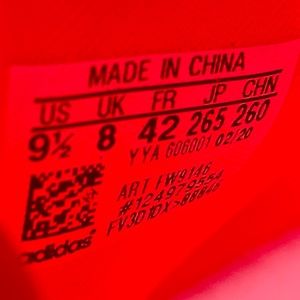 MADE IN CHINA
US UK FR JP CHN
9½ 8 42 265 260
YYA 606001 02/20
ART FW9146
#124979554
adidas